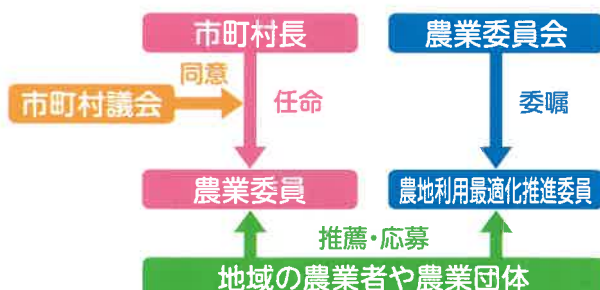 市町村長
農業委員会
同意
市町村議会
任命
委嘱
農業委員
農地利用最適化推進委員
推薦・応募
地域の農業者や農業団体